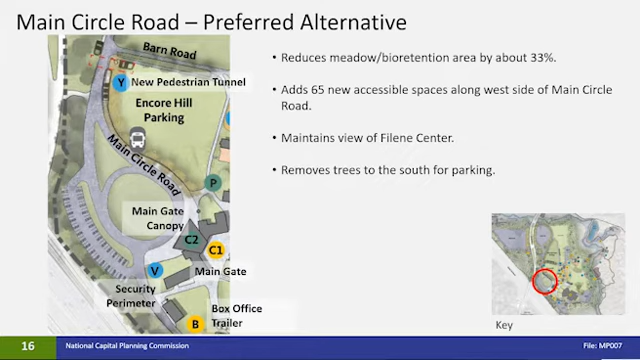 Main Circle Road – Preferred Alternative
Barn Road
Y
New Pedestrian Tunnel
Encore Hill
Parking
Main Circle Road
P
Main Gate
Canopy
C2
C1
V
Main Gate
Security
Perimeter
Box Office
Trailer
B
• Reduces meadow/bioretention area by about 33%.
• Adds 65 new accessible spaces along west side of Main Circle
Road.
• Maintains view of Filene Center.
• Removes trees to the south for parking.
Key
16
National Capital Planning Commission
File: MP007